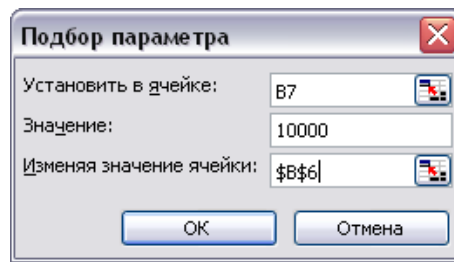 Подбор параметра
Установить в ячейке: B7
Значение: 10000
Изменяя значение ячейки: $B$6
ОК Отмена